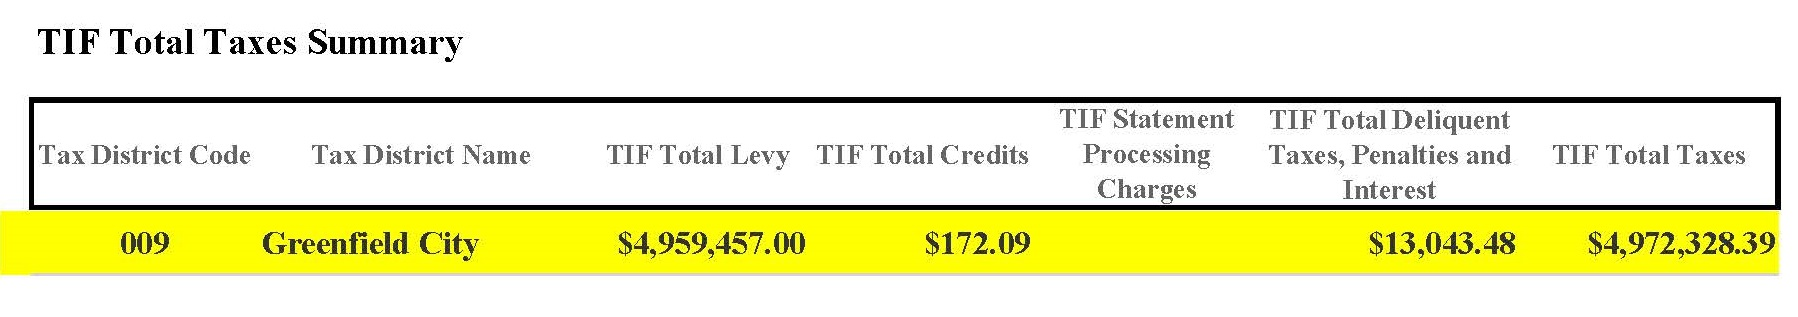 TIF Total Taxes Summary
TIF Statement TIF Total Deliquent
Tax District Code Tax District Name TIF Total Levy TIF Total Credits Processing Taxes, Penalties and TIF Total Taxes
Charges Interest
009 Greenfield City $4,959,457.00 $172.09 $13,043.48 $4,972,328.39